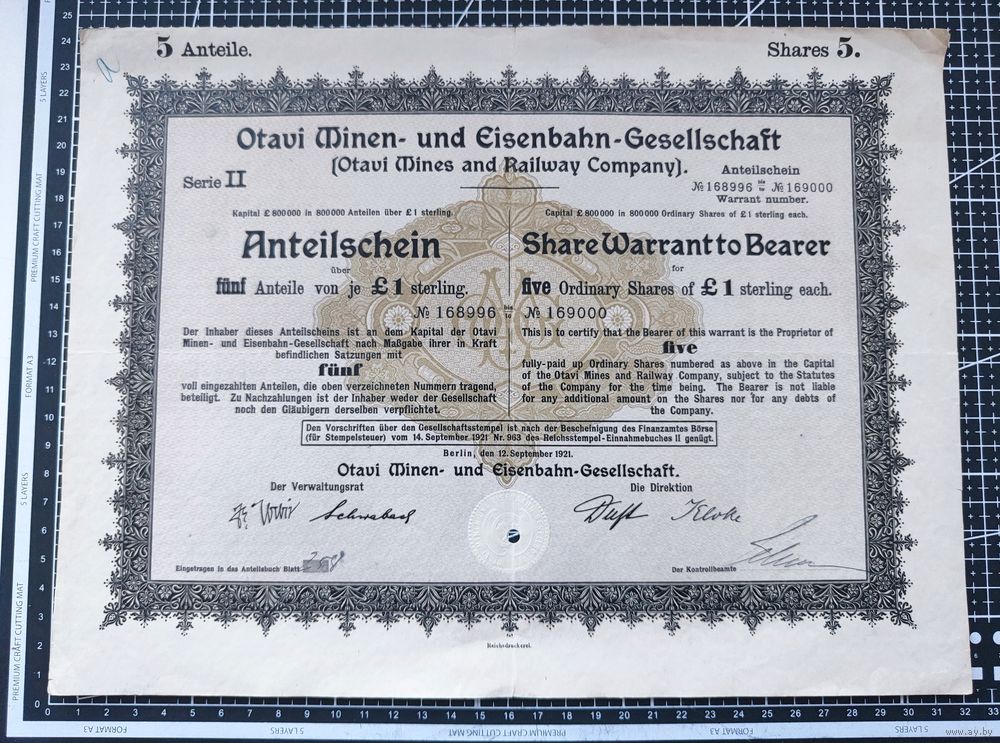 5 Anteile.
Shares 5.
Otavi Minen- und Eisenbahn-Gesellschaft
(Otavi Mines and Railway Company).
Serie II
Anteilschein
№ 168996 bis to № 169000
Warrant number.
Kapital £ 800000 in 800000 Anteilen über £ 1 sterling.
Capital £ 800000 in 800000 Ordinary Shares of £ 1 sterling each.
Anteilschein
über
fünf Anteile von je £ 1 sterling.
Share Warrant to Bearer
for
five Ordinary Shares of £ 1 sterling each.
№ 168996 bis to № 169000
Der Inhaber dieses Anteilscheins ist an dem Kapital der Otavi
Minen- und Eisenbahn-Gesellschaft nach Maßgabe ihrer in Kraft
befindlichen Satzungen mit
fünf
voll eingezahlten Anteilen, die oben verzeichneten Nummern tragend,
beteiligt. Zu Nachzahlungen ist der Inhaber weder der Gesellschaft
noch den Gläubigern derselben verpflichtet.
This is to certify that the Bearer of this warrant is the Proprietor of
five
fully-paid up Ordinary Shares numbered as above in the Capital
of the Otavi Mines and Railway Company, subject to the Statutes
of the Company for the time being. The Bearer is not liable
for any additional amount on the Shares nor for any debts of
the Company.
Den Vorschriften über den Gesellschaftsstempel ist nach der Bescheinigung des Finanzamtes Börse
(für Stempelsteuer) vom 14. September 1921 Nr. 963 des Reichsstempel-Einnahmebuches II genügt.
Berlin, den 12. September 1921.
Otavi Minen- und Eisenbahn-Gesellschaft.
Der Verwaltungsrat
Die Direktion
Schwabach
Eingetragen in das Anteilsbuch Blatt
Der Kontrollbeamte
Reichsdruckerei.
PREMIUM CRAFT CUTTING MAT
FORMAT A3
5 LAYERS
www.ay.by